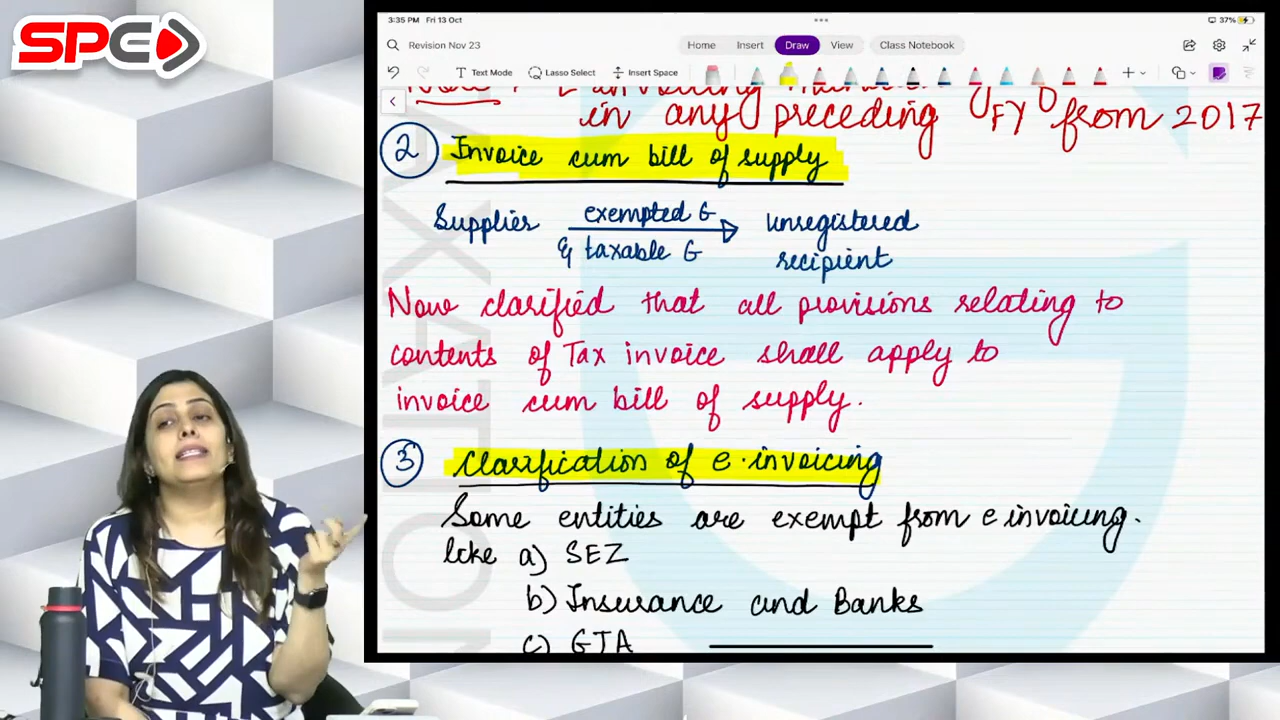 SPC
3:35 PM Fri 13 Oct
37%
Revision Nov 23
Home Insert Draw View Class Notebook
Text Mode Lasso Select Insert Space
in any preceding FY from 2017
2 Invoice cum bill of supply
Supplies exempted G & taxable G unregistered recipient
Now clarified that all provisions relating to
contents of Tax invoice shall apply to
invoice cum bill of supply.
3 Clarification of e-invoicing
Some entities are exempt from e invoicing.
like a) SEZ
b) Insurance and Banks
c) GTA
AXATION